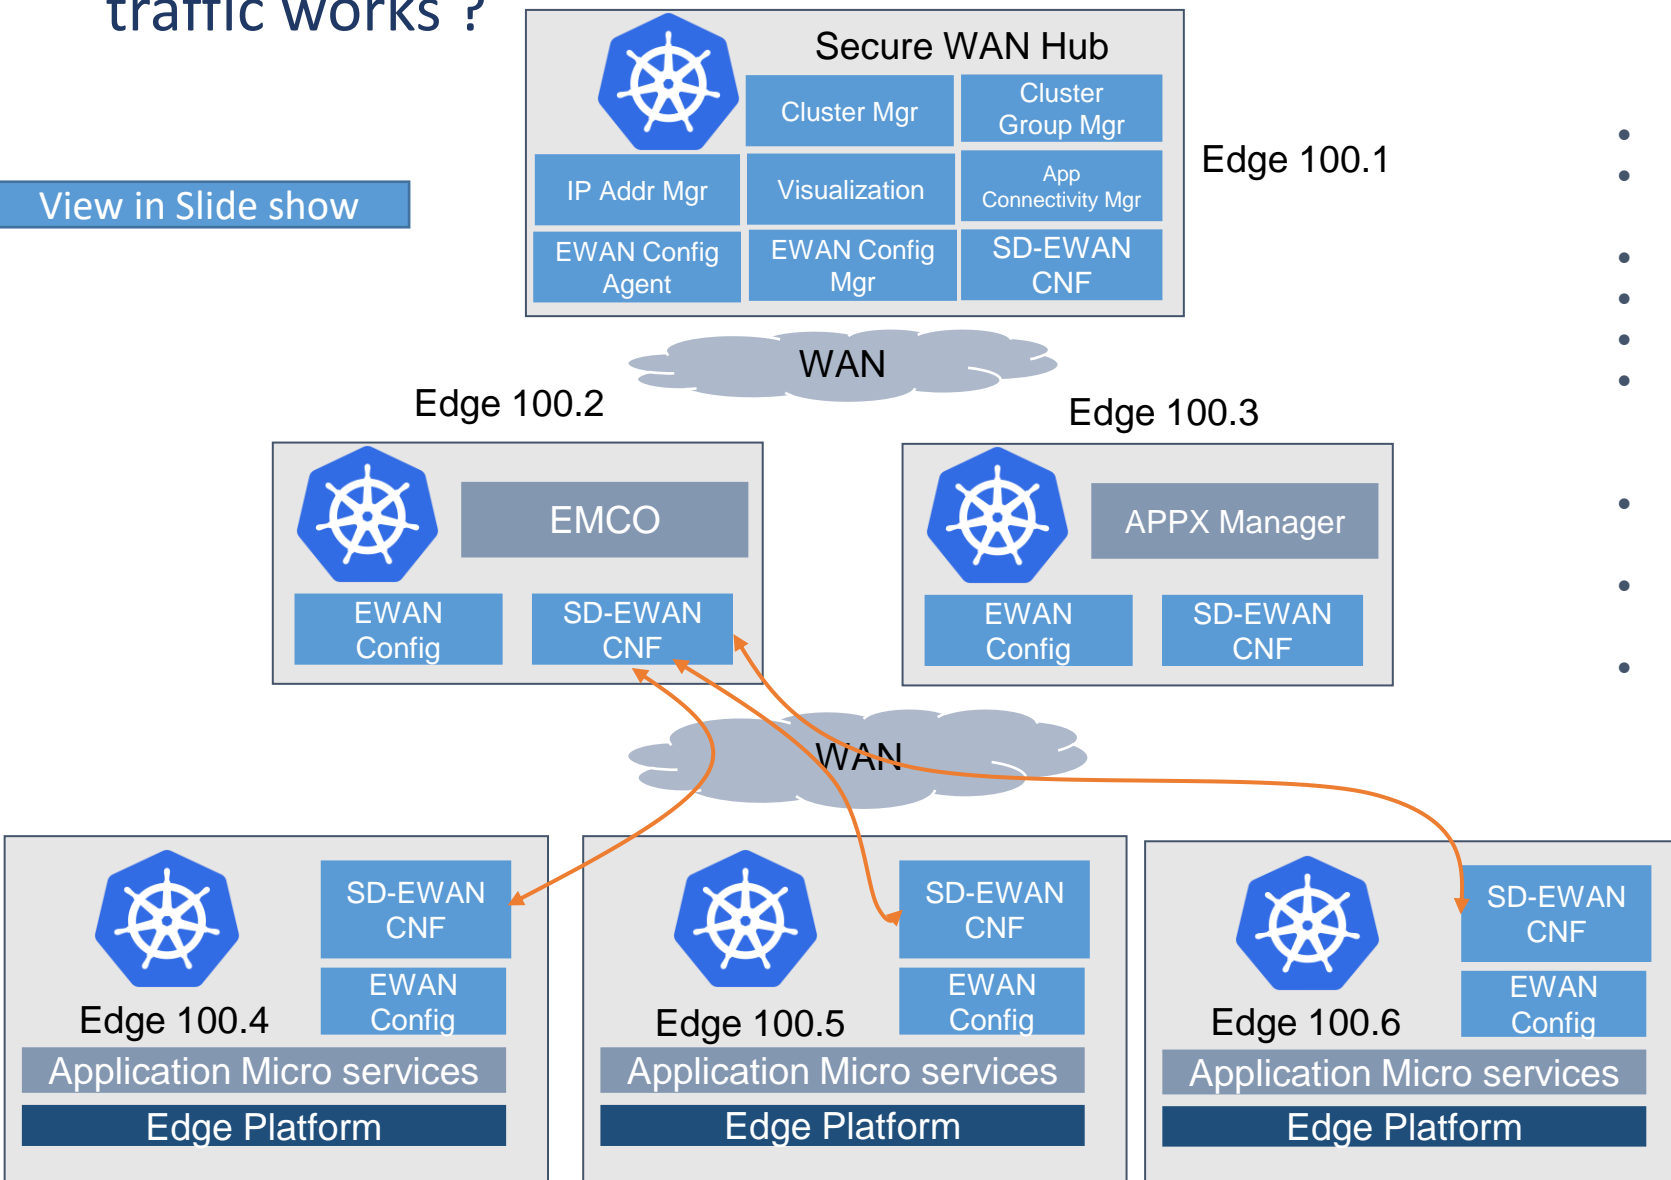 traffic works ?
View in Slide show
Secure WAN Hub
Cluster Mgr
Cluster
Group Mgr
IP Addr Mgr
Visualization
App
Connectivity Mgr
EWAN Config
Agent
EWAN Config
Mgr
SD-EWAN
CNF
Edge 100.1
WAN
Edge 100.2
Edge 100.3
EMCO
EWAN
Config
SD-EWAN
CNF
APPX Manager
EWAN
Config
SD-EWAN
CNF
WAN
SD-EWAN
CNF
EWAN
Config
Edge 100.4
Application Micro services
Edge Platform
SD-EWAN
CNF
EWAN
Config
Edge 100.5
Application Micro services
Edge Platform
SD-EWAN
CNF
EWAN
Config
Edge 100.6
Application Micro services
Edge Platform